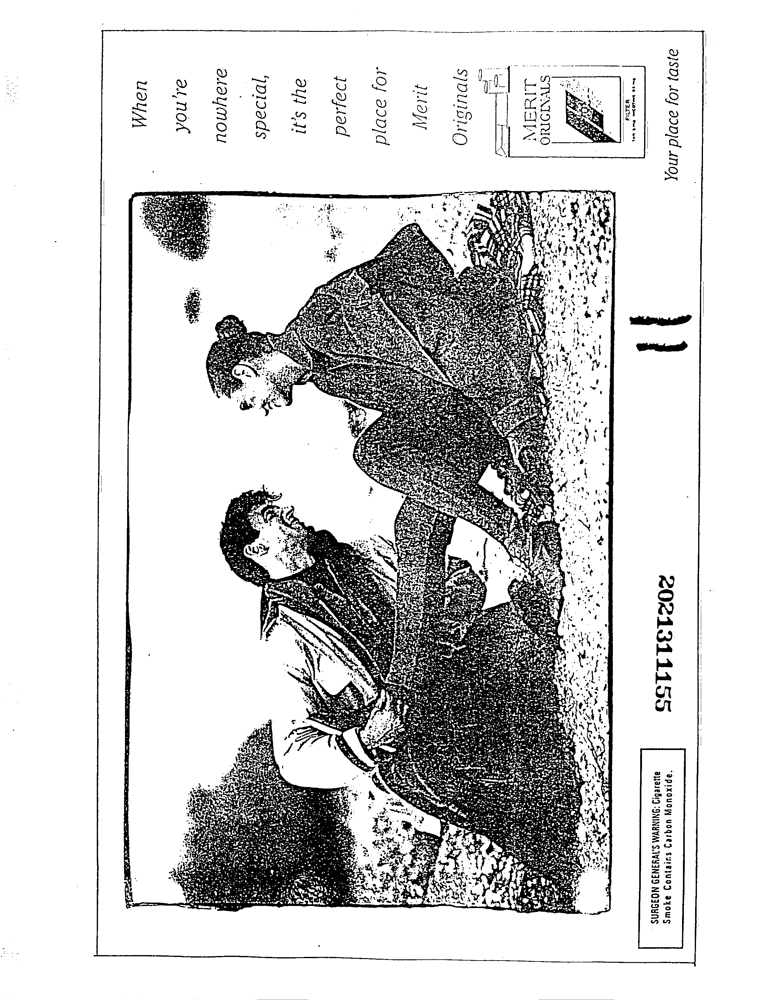 When
you're
nowhere
special,
it's the
perfect
place for
Merit
Originals
MERIT
ORIGINALS
FILTER
Your place for taste
11
2021311155
SURGEON GENERAL'S WARNING: Cigarette
Smoke Contains Carbon Monoxide.